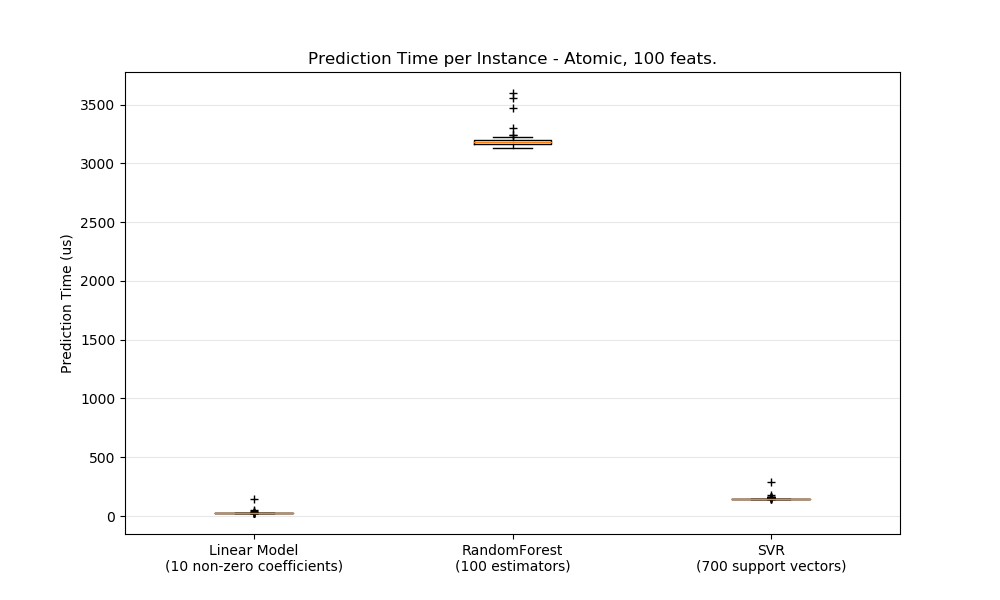 Prediction Time per Instance - Atomic, 100 feats.
3500
3000
2500
2000
1500
1000
500
0
Prediction Time (us)
Linear Model
(10 non-zero coefficients)
RandomForest
(100 estimators)
SVR
(700 support vectors)